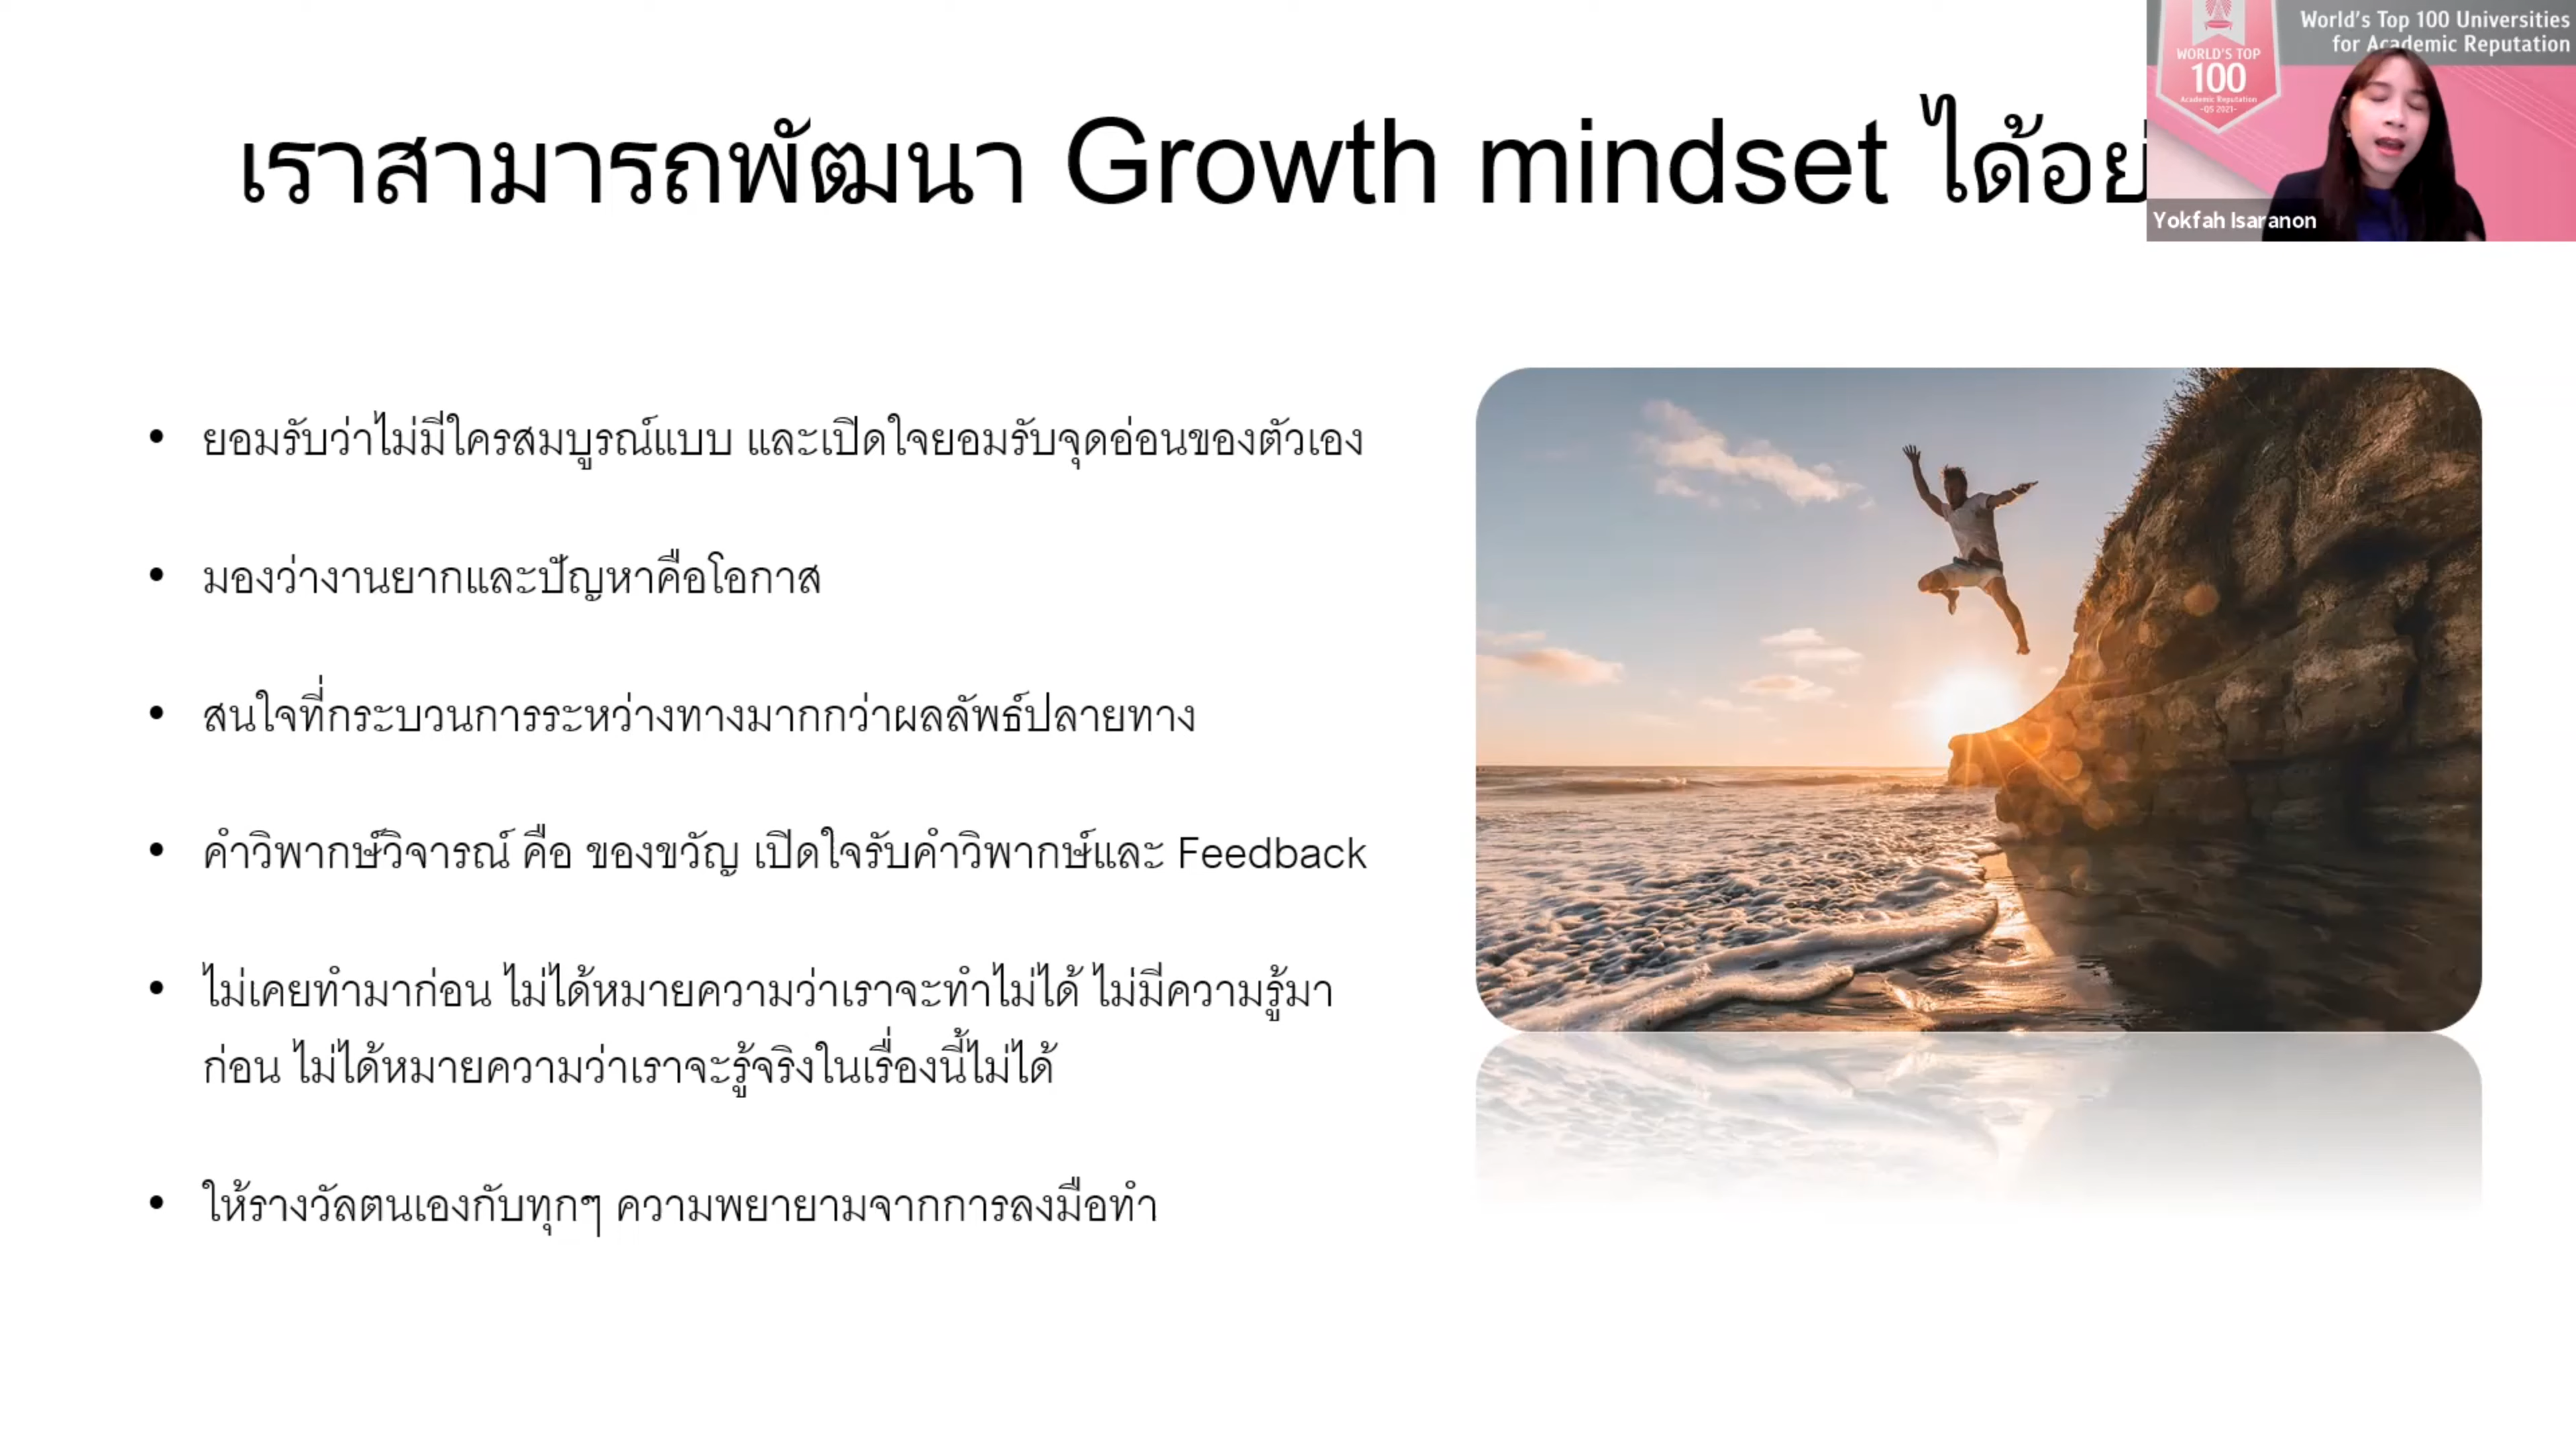 World's Top 100 Universities
for Academic Reputation
WORLD'S TOP
100
Academic Reputation
-QS 2021-
Yokfah Isaranon
เราสามารถพัฒนา Growth mindset ได้อย
• ยอมรับว่าไม่มีใครสมบูรณ์แบบ และเปิดใจยอมรับจุดอ่อนของตัวเอง
• มองว่างานยากและปัญหาคือโอกาส
• สนใจที่กระบวนการระหว่างทางมากกว่าผลลัพธ์ปลายทาง
• คำวิพากษ์วิจารณ์ คือ ของขวัญ เปิดใจรับคำวิพากษ์และ Feedback
• ไม่เคยทำมาก่อน ไม่ได้หมายความว่าเราจะทำไม่ได้ ไม่มีความรู้มา
ก่อน ไม่ได้หมายความว่าเราจะรู้จริงในเรื่องนี้ไม่ได้
• ให้รางวัลตนเองกับทุกๆ ความพยายามจากการลงมือทำ